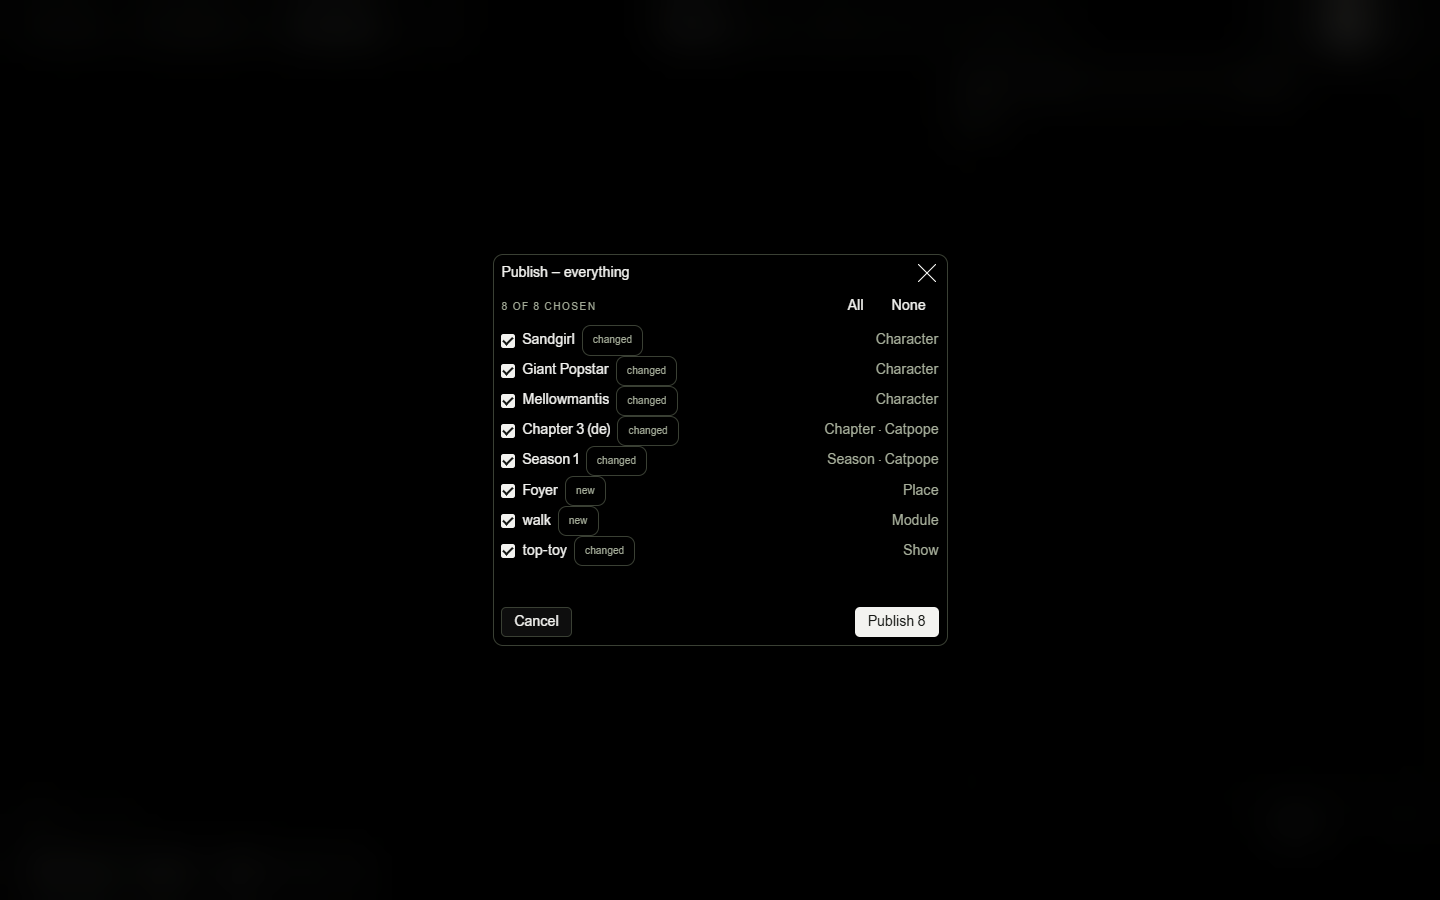 Publish – everything
8 OF 8 CHOSEN All None
Sandgirl changed Character
Giant Popstar changed Character
Mellowmantis changed Character
Chapter 3 (de) changed Chapter · Catpope
Season 1 changed Season · Catpope
Foyer new Place
walk new Module
top-toy changed Show
Cancel Publish 8